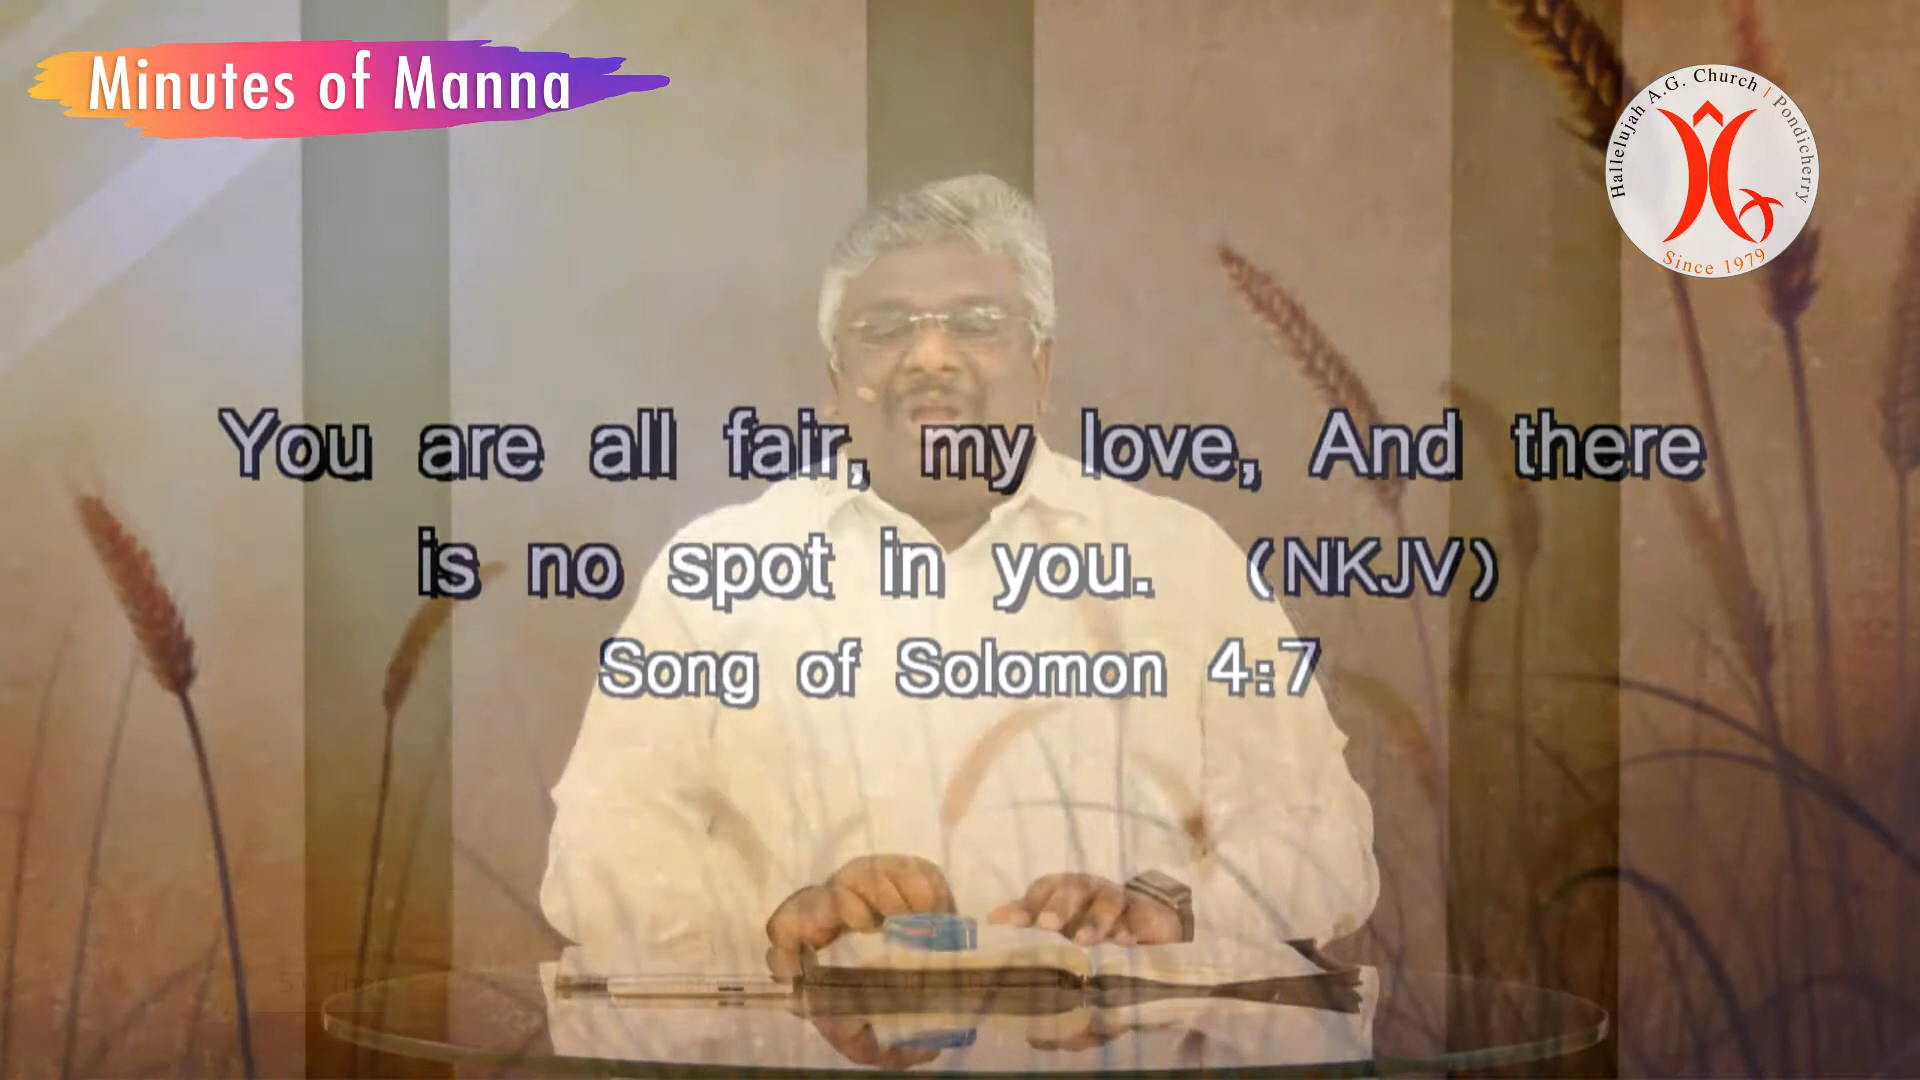 Minutes of Manna
Hallelujah A.G. Church | Pondicherry
Since 1979
You are all fair, my love, And there
is no spot in you. (NKJV)
Song of Solomon 4:7